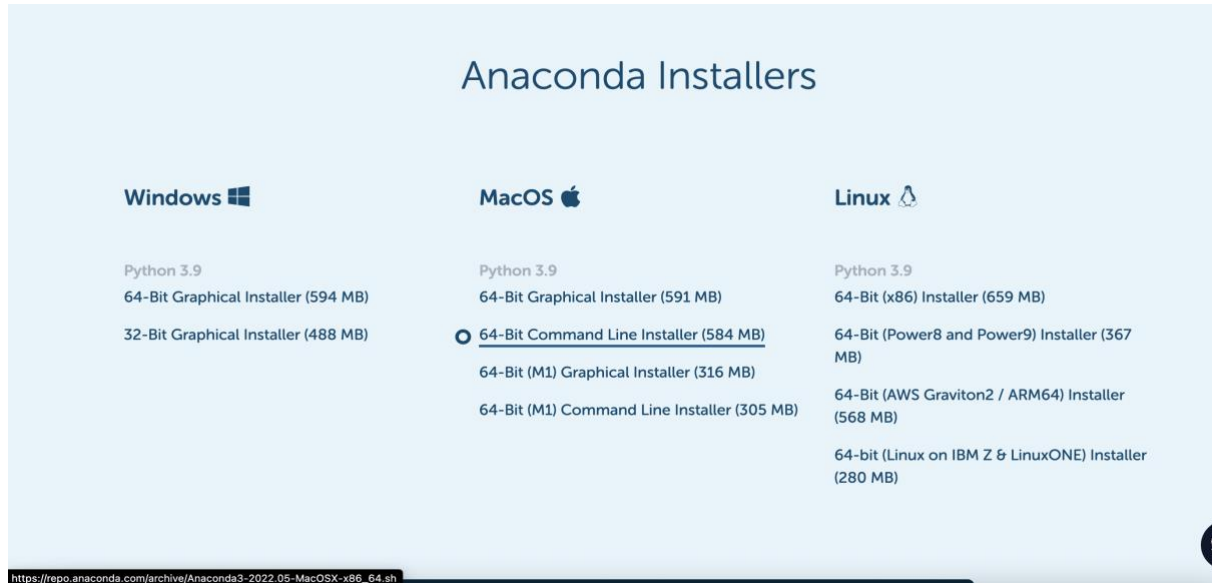 Anaconda Installers
Windows
Python 3.9
64-Bit Graphical Installer (594 MB)
32-Bit Graphical Installer (488 MB)
MacOS
Python 3.9
64-Bit Graphical Installer (591 MB)
64-Bit Command Line Installer (584 MB)
64-Bit (M1) Graphical Installer (316 MB)
64-Bit (M1) Command Line Installer (305 MB)
Linux
Python 3.9
64-Bit (x86) Installer (659 MB)
64-Bit (Power8 and Power9) Installer (367
MB)
64-Bit (AWS Graviton2 / ARM64) Installer
(568 MB)
64-bit (Linux on IBM Z & LinuxONE) Installer
(280 MB)
https://repo.anaconda.com/archive/Anaconda3-2022.05-MacOSX-x86_64.sh